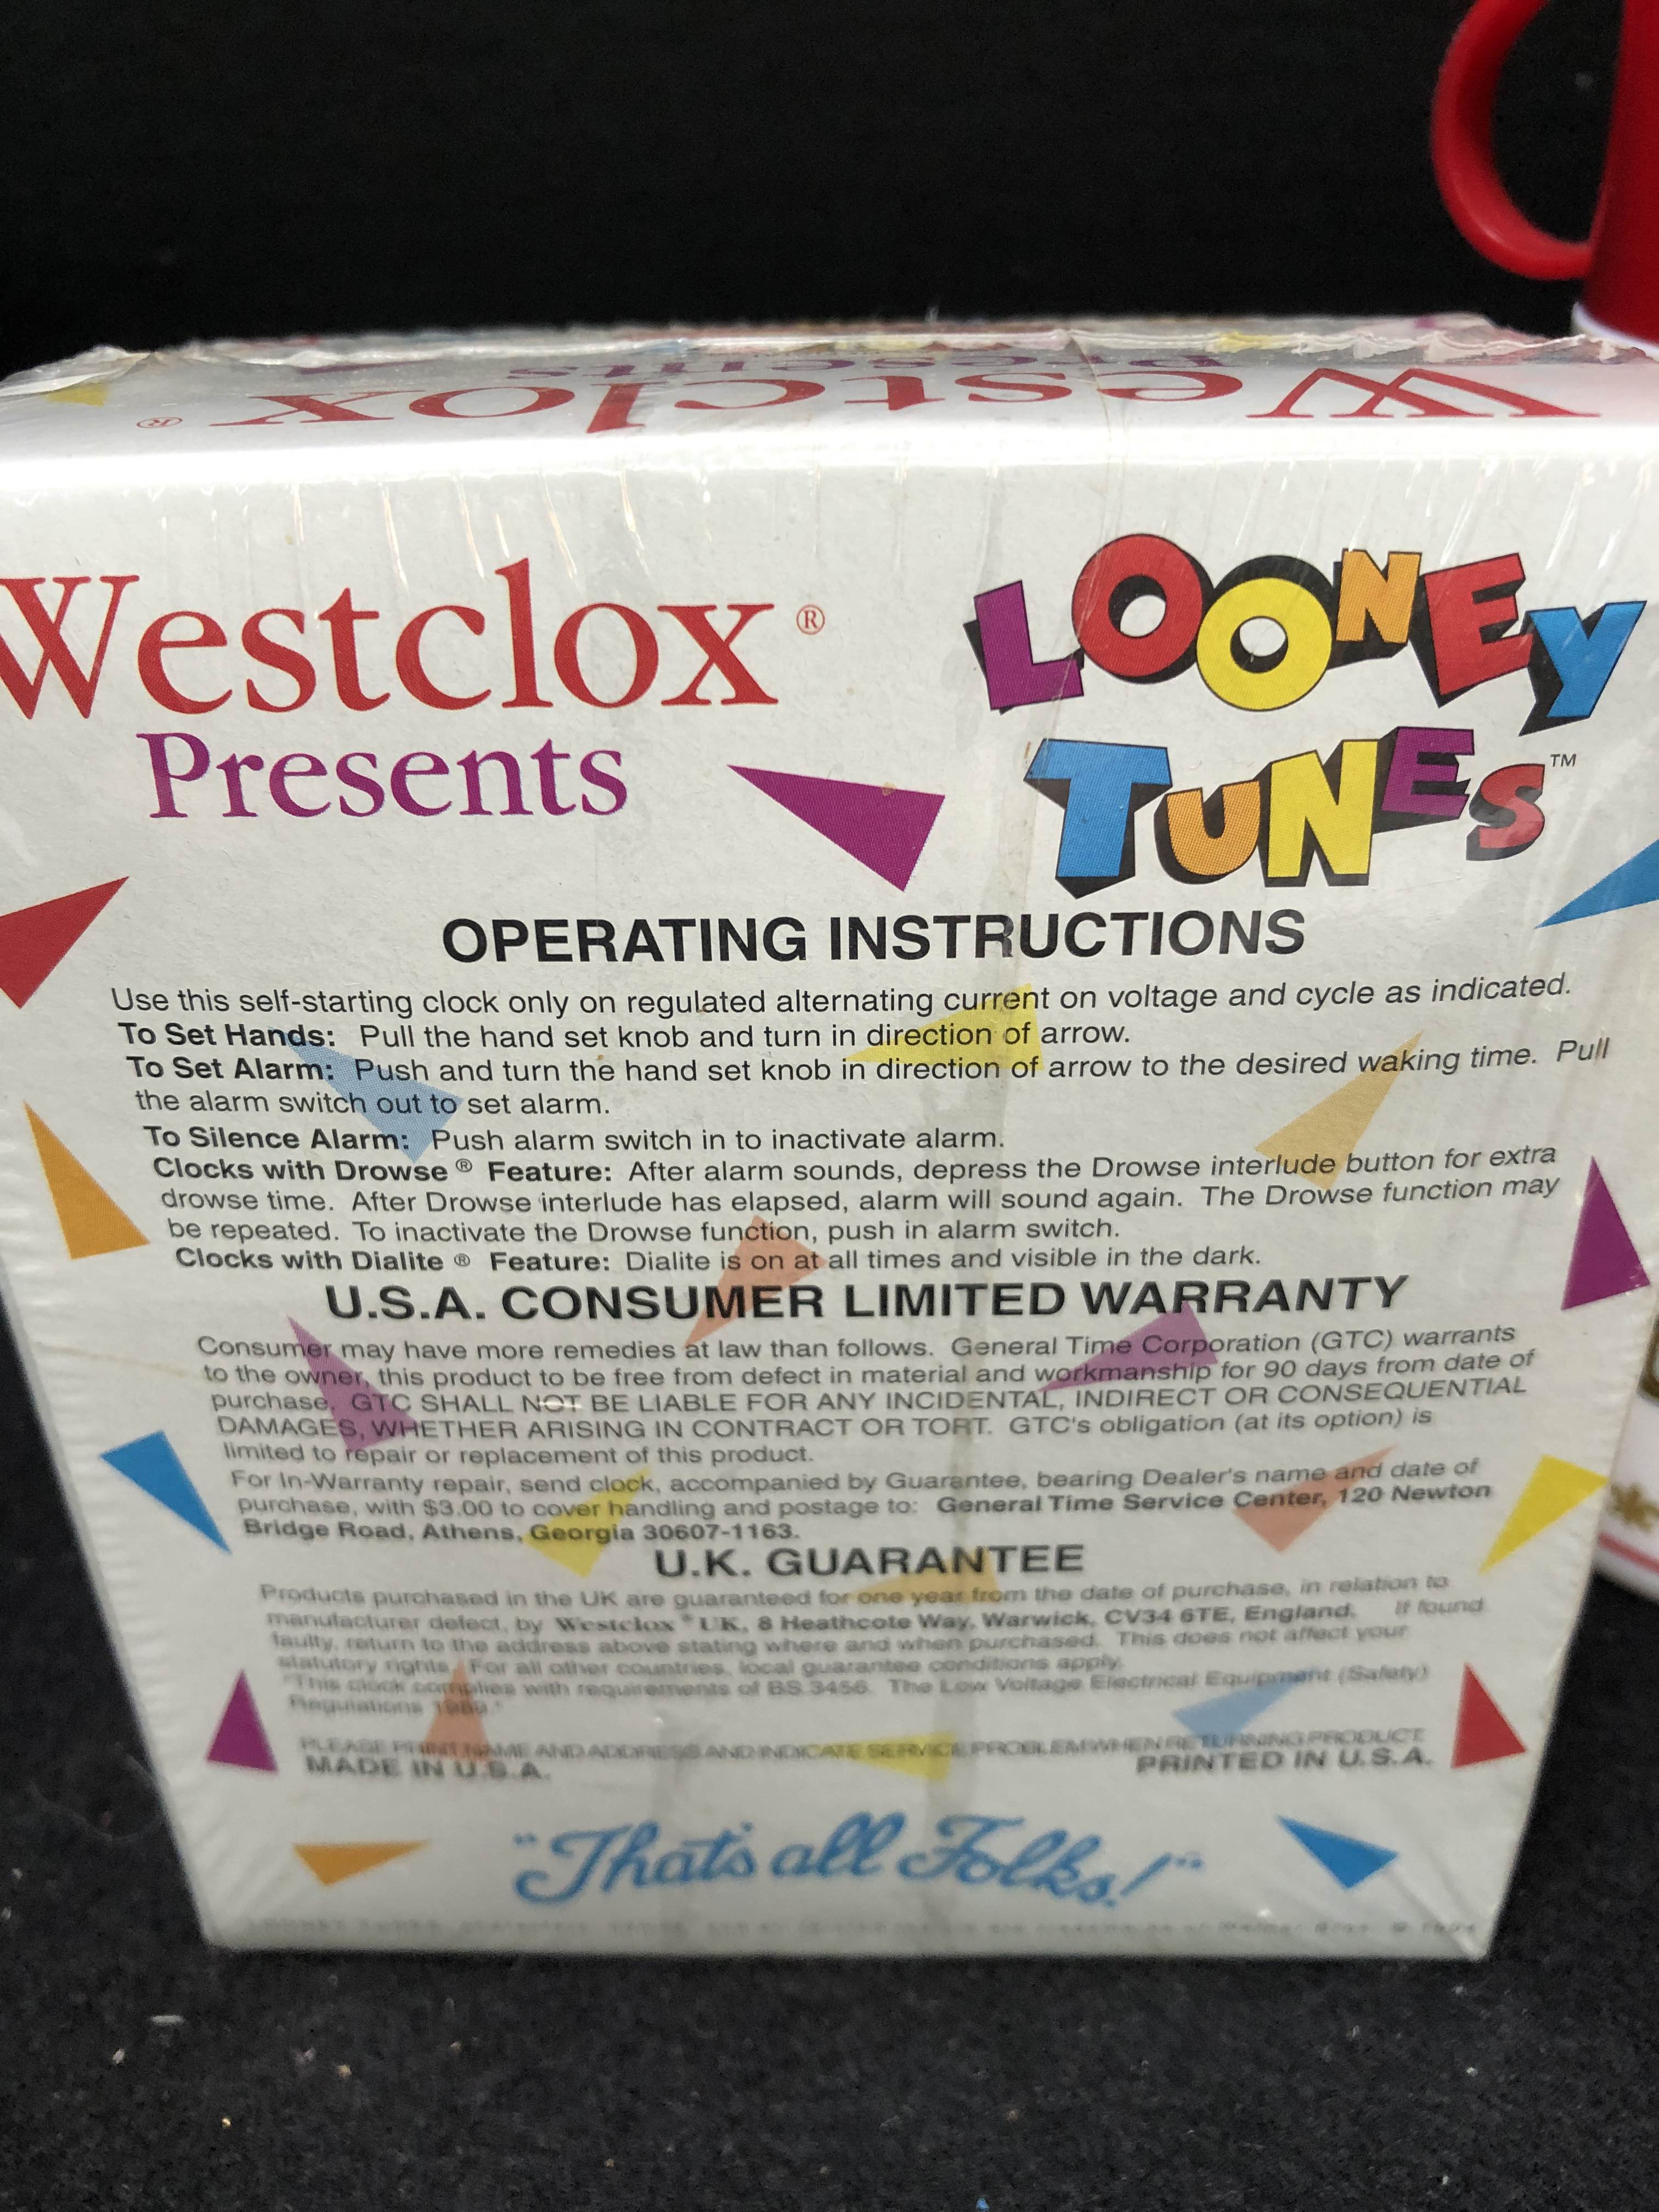 Westclox®
Presents
Westclox®
Presents
LOONEY
TUNES™
OPERATING INSTRUCTIONS
Use this self-starting clock only on regulated alternating current on voltage and cycle as indicated.
To Set Hands: Pull the hand set knob and turn in direction of arrow.
To Set Alarm: Push and turn the hand set knob in direction of arrow to the desired waking time. Pull
the alarm switch out to set alarm.
To Silence Alarm: Push alarm switch in to inactivate alarm.
Clocks with Drowse® Feature: After alarm sounds, depress the Drowse interlude button for extra
drowse time. After Drowse interlude has elapsed, alarm will sound again. The Drowse function may
be repeated. To inactivate the Drowse function, push in alarm switch.
Clocks with Dialite® Feature: Dialite is on at all times and visible in the dark.
U.S.A. CONSUMER LIMITED WARRANTY
Consumer may have more remedies at law than follows. General Time Corporation (GTC) warrants
to the owner, this product to be free from defect in material and workmanship for 90 days from date of
purchase. GTC SHALL NOT BE LIABLE FOR ANY INCIDENTAL, INDIRECT OR CONSEQUENTIAL
DAMAGES, WHETHER ARISING IN CONTRACT OR TORT. GTC's obligation (at its option) is
limited to repair or replacement of this product.
For In-Warranty repair, send clock, accompanied by Guarantee, bearing Dealer's name and date of
purchase, with $3.00 to cover handling and postage to: General Time Service Center, 120 Newton
Bridge Road, Athens, Georgia 30607-1163.
U.K. GUARANTEE
Products purchased in the UK are guaranteed for one year from the date of purchase, in relation to
manufacturer defect, by Westclox® UK, 8 Heathcote Way, Warwick, CV34 6TE, England. If found
faulty, return to the address above stating where and when purchased. This does not affect your
statutory rights. For all other countries, local guarantee conditions apply.
"This clock complies with requirements of BS 3456. The Low Voltage Electrical Equipment (Safety)
Regulations 1989."
PLEASE PRINT NAME AND ADDRESS AND INDICATE SERVICE PROBLEM WHEN RETURNING PRODUCT
MADE IN U.S.A. PRINTED IN U.S.A.
"That's all Folks!"